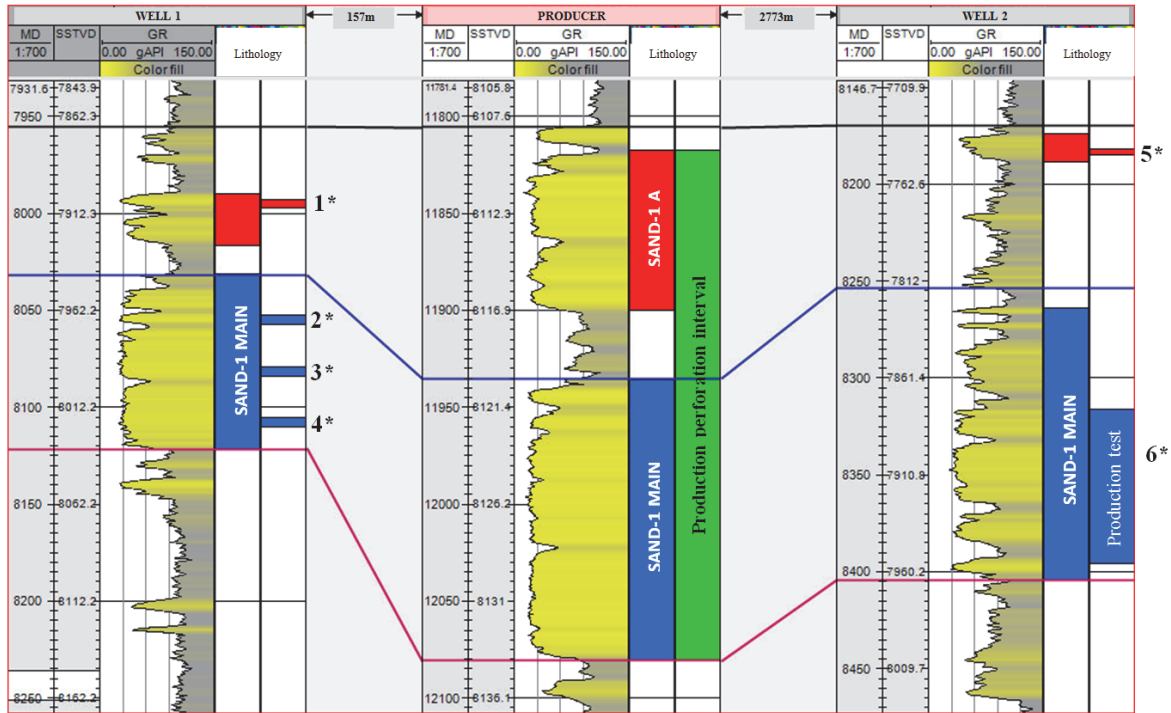 WELL 1
157m
PRODUCER
2773m
WELL 2
MD SSTVD GR
1:700 0.00 gAPI 150.00 Lithology
Color fill
MD SSTVD GR
1:700 0.00 gAPI 150.00 Lithology
Color fill
MD SSTVD GR
1:700 0.00 gAPI 150.00 Lithology
Color fill
7931.6 7843.9
7950 7862.3
8000 7912.3
8050 7962.2
8100 8012.2
8150 8062.2
8200 8112.2
8250 8162.2
SAND-1 MAIN
1*
2*
3*
4*
11781.4 8105.8
11800 8107.6
11850 8112.3
11900 8116.9
11950 8121.4
12000 8126.2
12050 8131
12100 8136.1
SAND-1 A
SAND-1 MAIN
Production perforation interval
8146.7 7709.9
8200 7762.6
8250 7812
8300 7861.4
8350 7910.8
8400 7960.2
8450 8009.7
SAND-1 MAIN
Production test
5*
6*